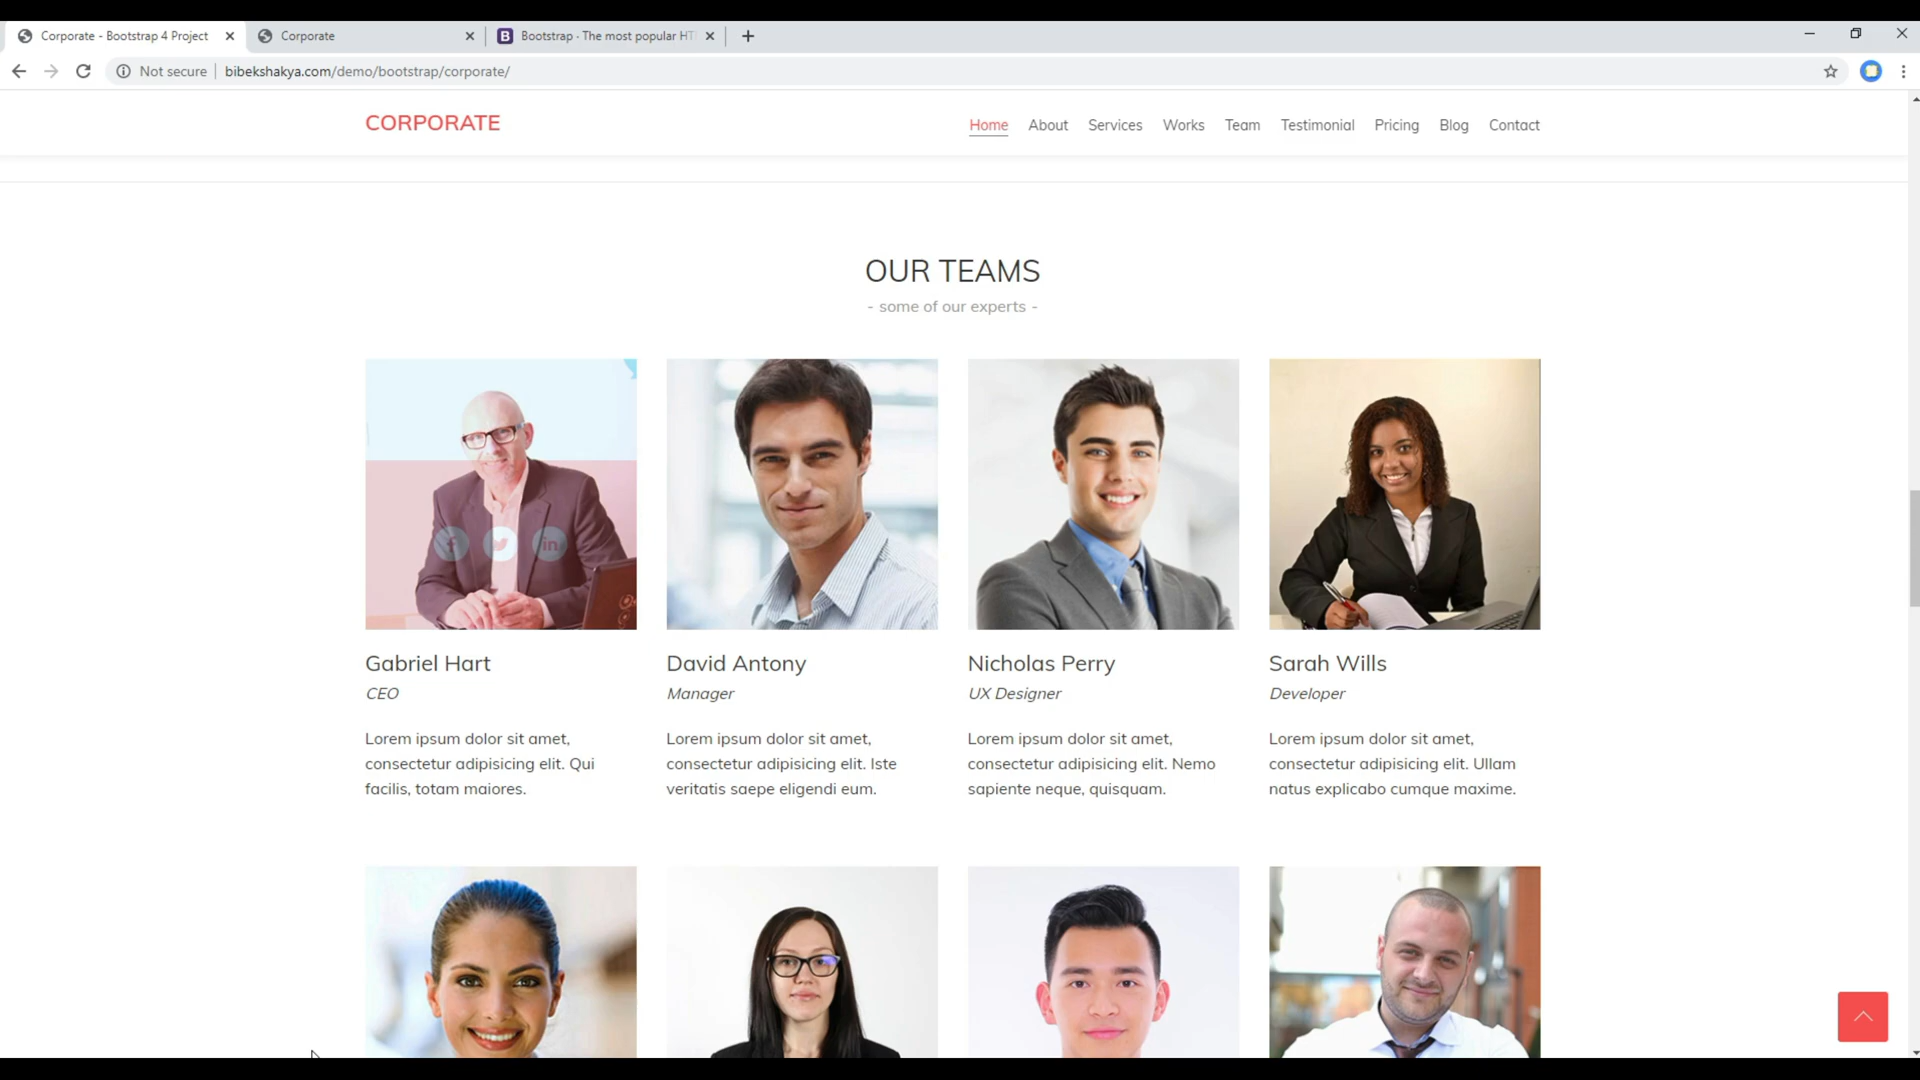 Corporate - Bootstrap 4 Project
Corporate
Bootstrap · The most popular HT
Not secure
bibekshakya.com/demo/bootstrap/corporate/
CORPORATE
Home About Services Works Team Testimonial Pricing Blog Contact
OUR TEAMS
- some of our experts -
Gabriel Hart
CEO
Lorem ipsum dolor sit amet,
consectetur adipisicing elit. Qui
facilis, totam maiores.
David Antony
Manager
Lorem ipsum dolor sit amet,
consectetur adipisicing elit. Iste
veritatis saepe eligendi eum.
Nicholas Perry
UX Designer
Lorem ipsum dolor sit amet,
consectetur adipisicing elit. Nemo
sapiente neque, quisquam.
Sarah Wills
Developer
Lorem ipsum dolor sit amet,
consectetur adipisicing elit. Ullam
natus explicabo cumque maxime.